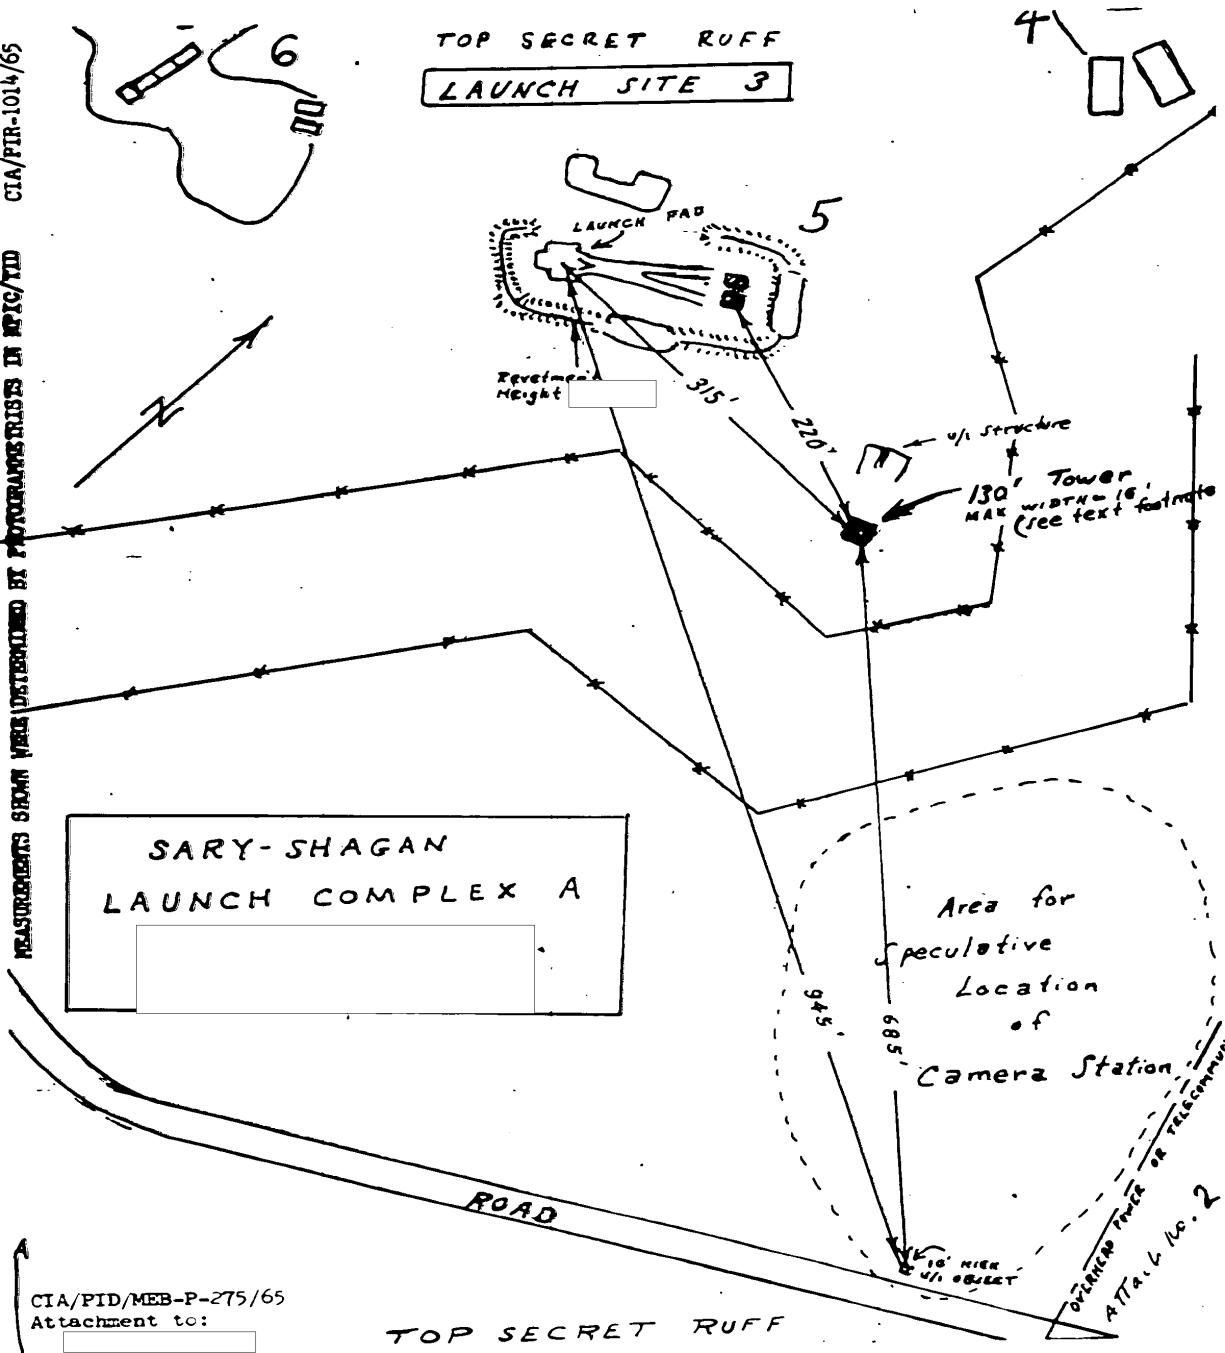 TOP SECRET RUFF
LAUNCH SITE 3
6
4
5
CIA/PIR-1014/65
MEASUREMENTS SHOWN WERE DETERMINED BY PHOTOGRAMMETRISTS IN NPIC/TID
LAUNCH PAD
N
Revetment
Height
315'
220'
u/i Structure
130' Tower
MAX WIDTH = 16'
(see text footnote
SARY-SHAGAN
LAUNCH COMPLEX A
Area for
Speculative
Location
of
Camera Station
945'
685'
ROAD
10' HIGH
U/I OBJECT
OVERHEAD POWER OR TELECOMMUN
ATTACH No. 2
A
CIA/PID/MEB-P-275/65
Attachment to:
TOP SECRET RUFF